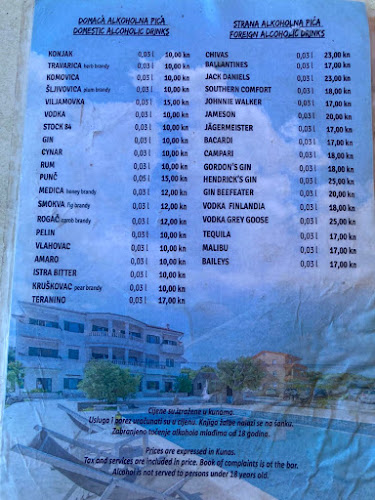 DOMAĆA ALKOHOLNA PIĆA
DOMESTIC ALCOHOLIC DRINKS
KONJAK 0,03 l 10,00 kn
TRAVARICA herb brandy 0,03 l 10,00 kn
KOMOVICA 0,05 l 10,00 kn
ŠLJIVOVICA plum brandy 0,03 l 10,00 kn
VILJAMOVKA 0,03 l 15,00 kn
VODKA 0,03 l 10,00 kn
STOCK 84 0,03 l 10,00 kn
GIN 0,03 l 10,00 kn
CYNAR 0,03 l 10,00 kn
RUM 0,03 l 10,00 kn
PUNČ 0,05 l 15,00 kn
MEDICA honey brandy 0,03 l 12,00 kn
SMOKVA fig brandy 0,03 l 12,00 kn
ROGAČ carob brandy 0,03 l 12,00 kn
PELIN 0,03 l 10,00 kn
VLAHOVAC 0,03 l 10,00 kn
AMARO 0,03 l 10,00 kn
ISTRA BITTER 0,03 l 10,00 kn
KRUŠKOVAC pear brandy 0,03 l 10,00 kn
TERANINO 0,03 l 17,00 kn
STRANA ALKOHOLNA PIĆA
FOREIGN ALCOHOLIC DRINKS
CHIVAS 0,03 l 23,00 kn
BALLANTINES 0,03 l 17,00 kn
JACK DANIELS 0,03 l 23,00 kn
SOUTHERN COMFORT 0,03 l 18,00 kn
JOHNNIE WALKER 0,03 l 17,00 kn
JAMESON 0,03 l 20,00 kn
JÄGERMEISTER 0,03 l 17,00 kn
BACARDI 0,03 l 17,00 kn
CAMPARI 0,03 l 18,00 kn
GORDON'S GIN 0,03 l 18,00 kn
HENDRICK'S GIN 0,03 l 25,00 kn
GIN BEEFEATER 0,03 l 20,00 kn
VODKA FINLANDIA 0,03 l 18,00 kn
VODKA GREY GOOSE 0,03 l 25,00 kn
TEQUILA 0,03 l 17,00 kn
MALIBU 0,03 l 17,00 kn
BAILEYS 0,03 l 17,00 kn
Cijene su izražene u kunama.
Usluga i porez uračunati su u cijenu. Knjiga žalbe nalazi se na šanku.
Zabranjeno točenje alkohola mlađima od 18 godina.
Prices are expressed in Kunas.
Tax and services are included in price. Book of complaints is at the bar.
Alcohol is not served to persons under 18 years old.